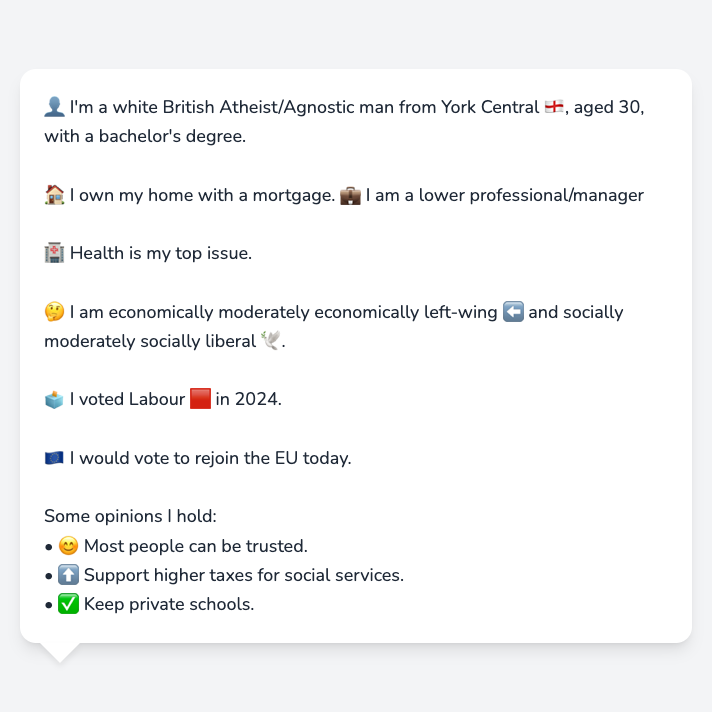 👤 I'm a white British Atheist/Agnostic man from York Central 🏴󠁧󠁢󠁥󠁮󠁧󠁿, aged 30,
with a bachelor's degree.
🏠 I own my home with a mortgage. 💼 I am a lower professional/manager
🏥 Health is my top issue.
🤔 I am economically moderately economically left-wing ⬅️ and socially
moderately socially liberal 🕊️.
🗳️ I voted Labour 🟥 in 2024.
🇪🇺 I would vote to rejoin the EU today.
Some opinions I hold:
• 😊 Most people can be trusted.
• ⬆️ Support higher taxes for social services.
• ✅ Keep private schools.